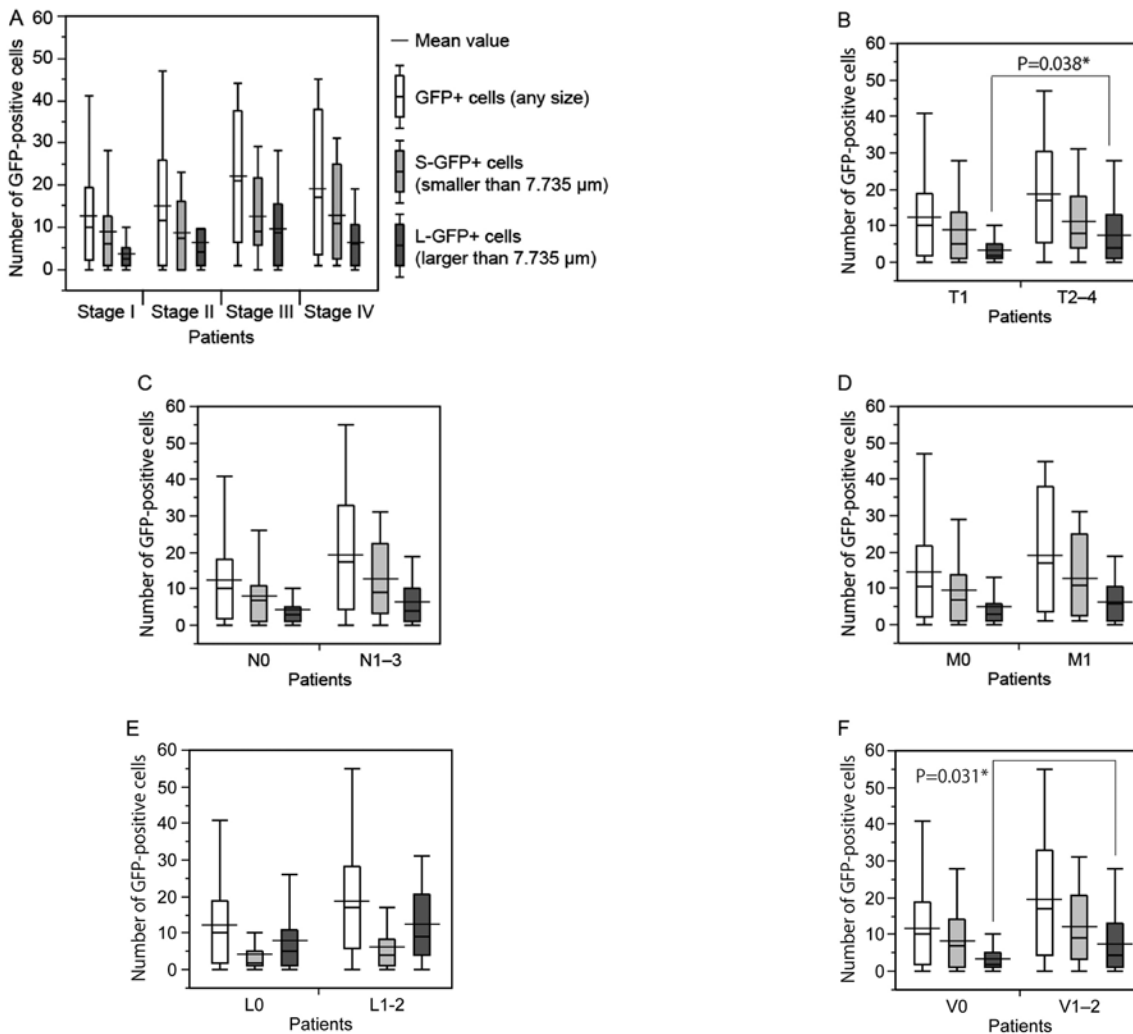 A
Number of GFP-positive cells
60
50
40
30
20
10
0
Stage I
Stage II
Stage III
Stage IV
Patients
Mean value
GFP+ cells (any size)
S-GFP+ cells
(smaller than 7.735 µm)
L-GFP+ cells
(larger than 7.735 µm)
B
Number of GFP-positive cells
60
50
40
30
20
10
0
P=0.038*
T1
T2–4
Patients
C
Number of GFP-positive cells
60
50
40
30
20
10
0
N0
N1–3
Patients
D
Number of GFP-positive cells
60
50
40
30
20
10
0
M0
M1
Patients
E
Number of GFP-positive cells
60
50
40
30
20
10
0
L0
L1-2
Patients
F
Number of GFP-positive cells
60
50
40
30
20
10
0
P=0.031*
V0
V1–2
Patients